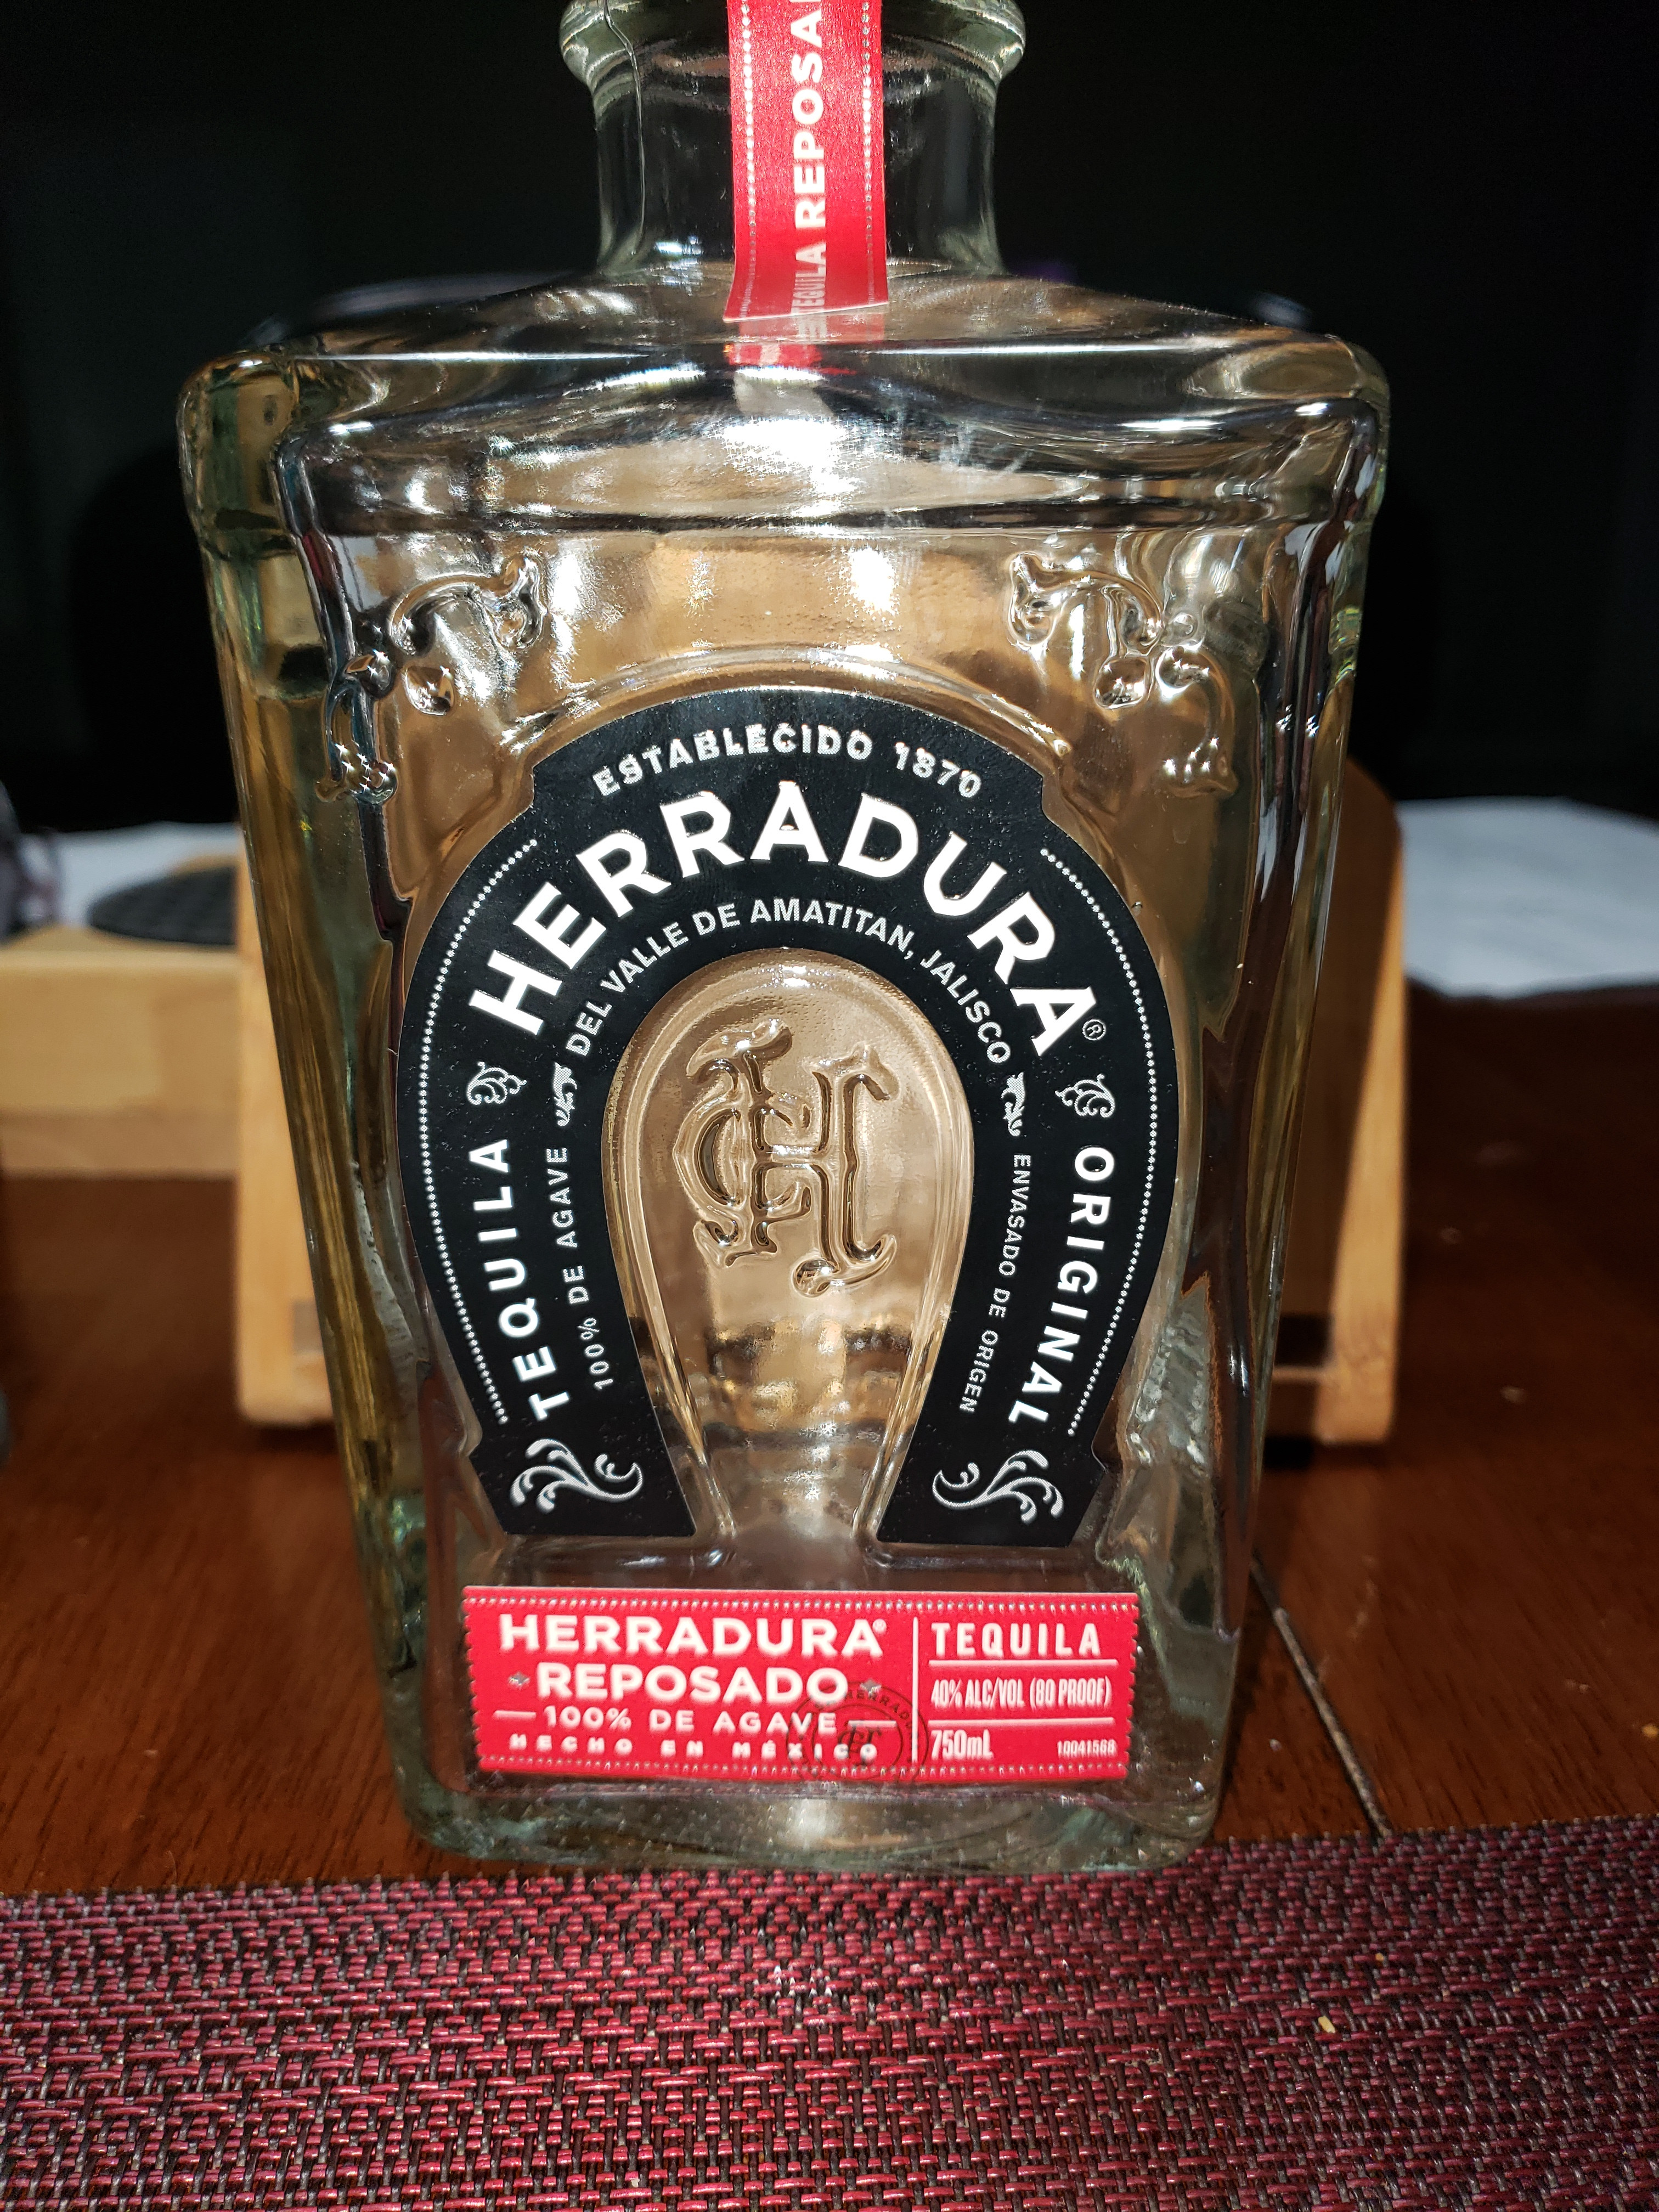 TEQUILA REPOSA
ESTABLECIDO 1870
TEQUILA HERRADURA® ORIGINAL
100% DE AGAVE DEL VALLE DE AMATITAN, JALISCO ENVASADO DE ORIGEN
H
HERRADURA®
REPOSADO
100% DE AGAVE
HECHO EN MÉXICO
TEQUILA
40% ALC/VOL (80 PROOF)
750mL 10041568